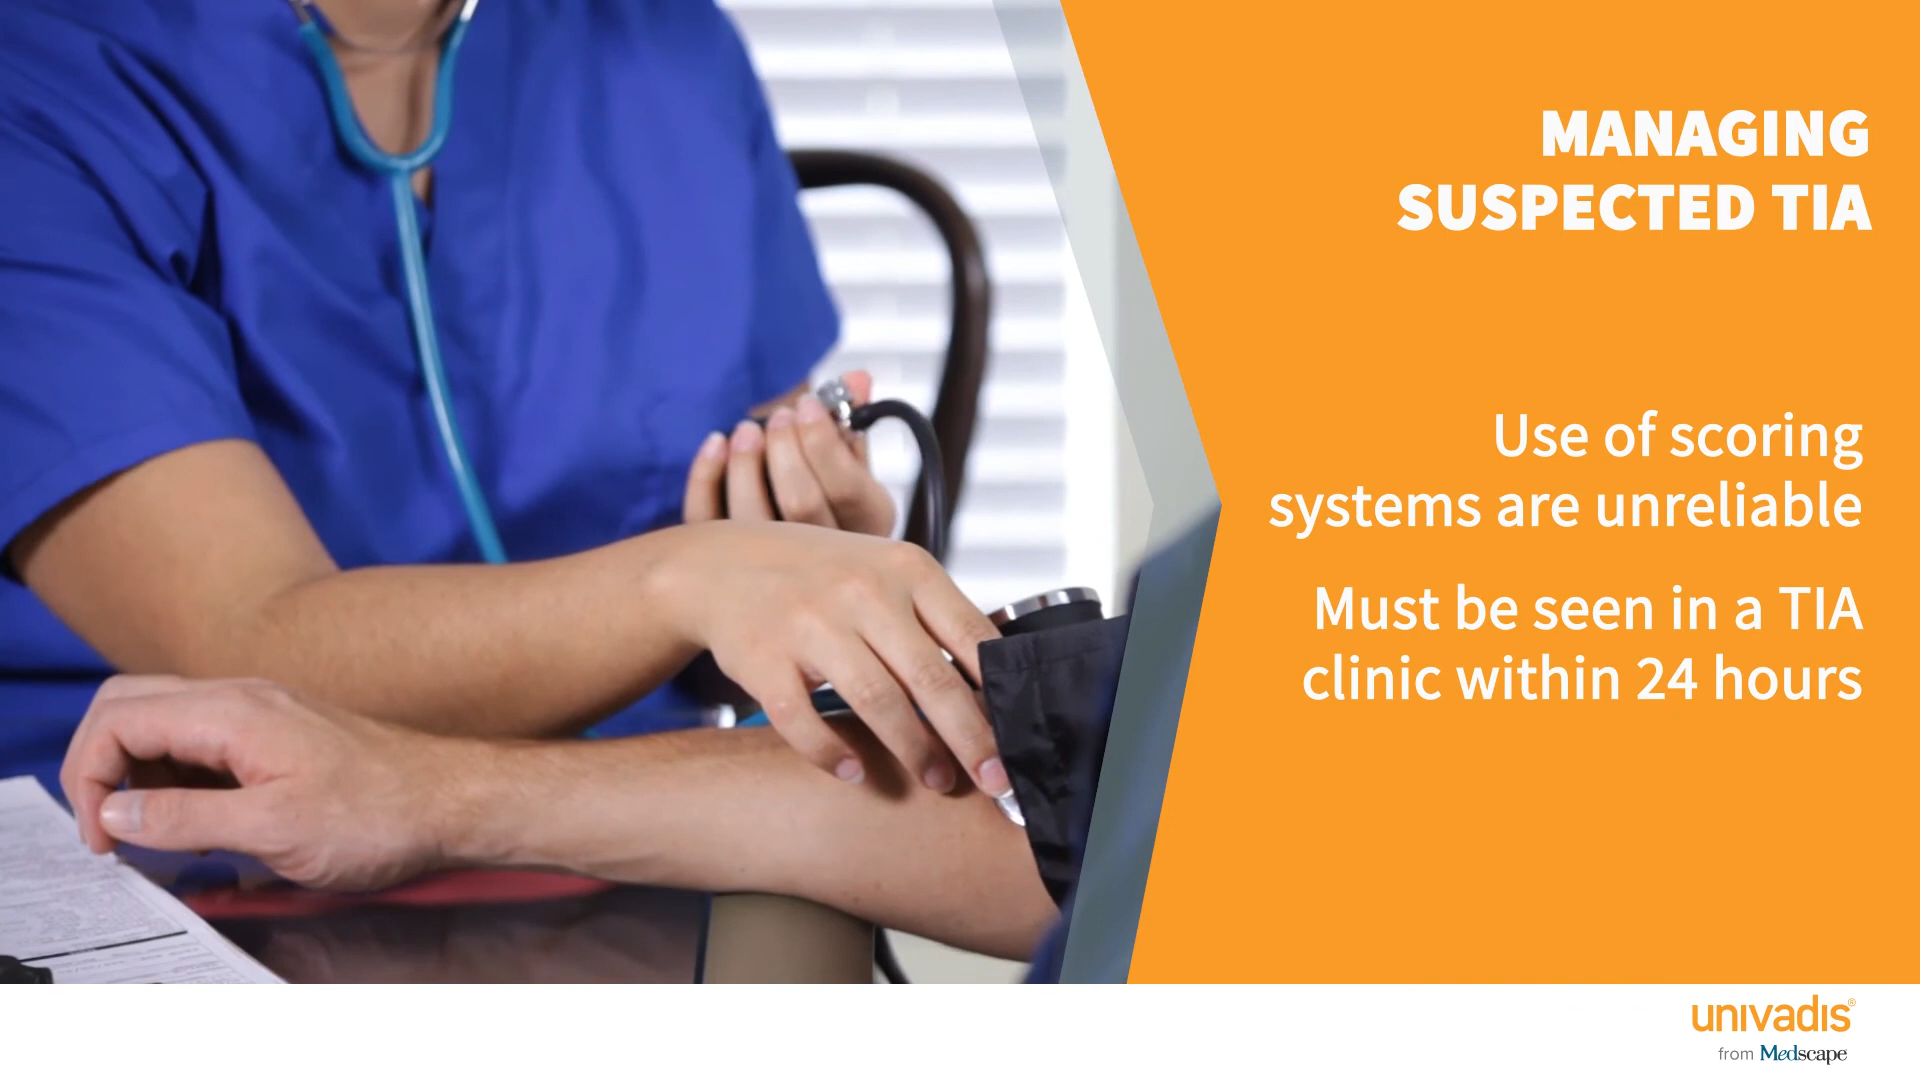 MANAGING
SUSPECTED TIA
Use of scoring
systems are unreliable
Must be seen in a TIA
clinic within 24 hours
univadis®
from Medscape